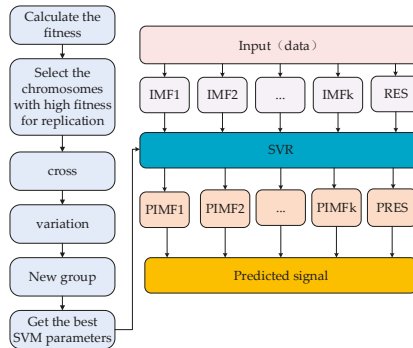 Calculate the
fitness
Select the
chromosomes
with high fitness
for replication
cross
variation
New group
Get the best
SVM parameters
Input（data）
IMF1 IMF2 ... IMFk RES
SVR
PIMF1 PIMF2 ... PIMFk PRES
Predicted signal